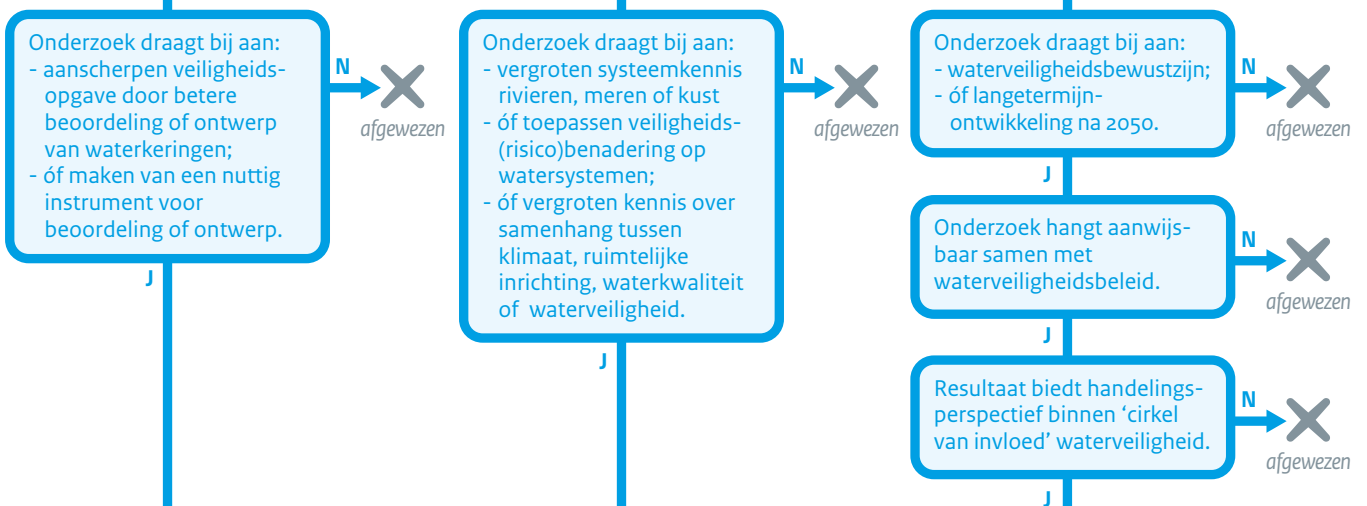 Onderzoek draagt bij aan:
- aanscherpen veiligheids-
opgave door betere
beoordeling of ontwerp
van waterkeringen;
- óf maken van een nuttig
instrument voor
beoordeling of ontwerp.
N
afgewezen
J
Onderzoek draagt bij aan:
- vergroten systeemkennis
rivieren, meren of kust
- óf toepassen veiligheids-
(risico)benadering op
watersystemen;
- óf vergroten kennis over
samenhang tussen
klimaat, ruimtelijke
inrichting, waterkwaliteit
of waterveiligheid.
N
afgewezen
J
Onderzoek draagt bij aan:
- waterveiligheidsbewustzijn;
- óf langetermijn-
ontwikkeling na 2050.
N
afgewezen
J
Onderzoek hangt aanwijs-
baar samen met
waterveiligheidsbeleid.
N
afgewezen
J
Resultaat biedt handelings-
perspectief binnen ‘cirkel
van invloed’ waterveiligheid.
N
afgewezen
J